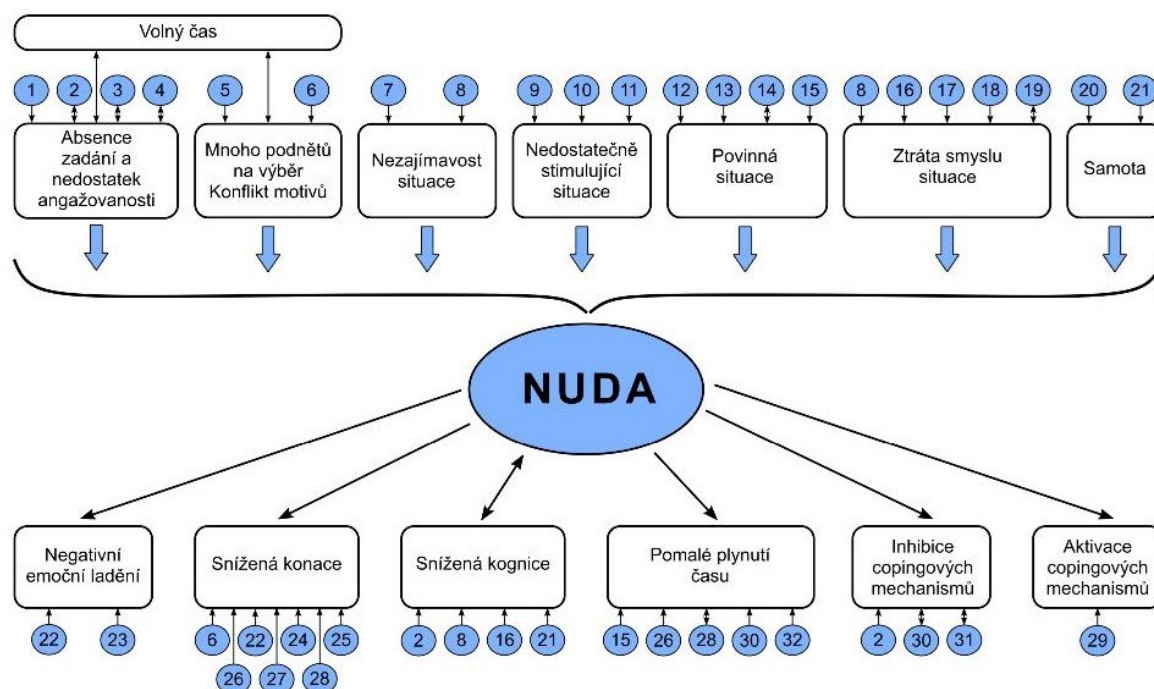 Volný čas
1 2 3 4 5 6 7 8 9 10 11 12 13 14 15 8 16 17 18 19 20 21
Absence
zadání a
nedostatek
angažovanosti
Mnoho podnětů
na výběr
Konflikt motivů
Nezajímavost
situace
Nedostatečně
stimulující
situace
Povinná
situace
Ztráta smyslu
situace
Samota
NUDA
Negativní
emoční ladění
Snížená konace
Snížená kognice
Pomalé plynutí
času
Inhibice
copingových
mechanismů
Aktivace
copingových
mechanismů
22 23 6 22 24 25 2 8 16 21 15 26 28 30 32 2 30 31 29
26 27 28